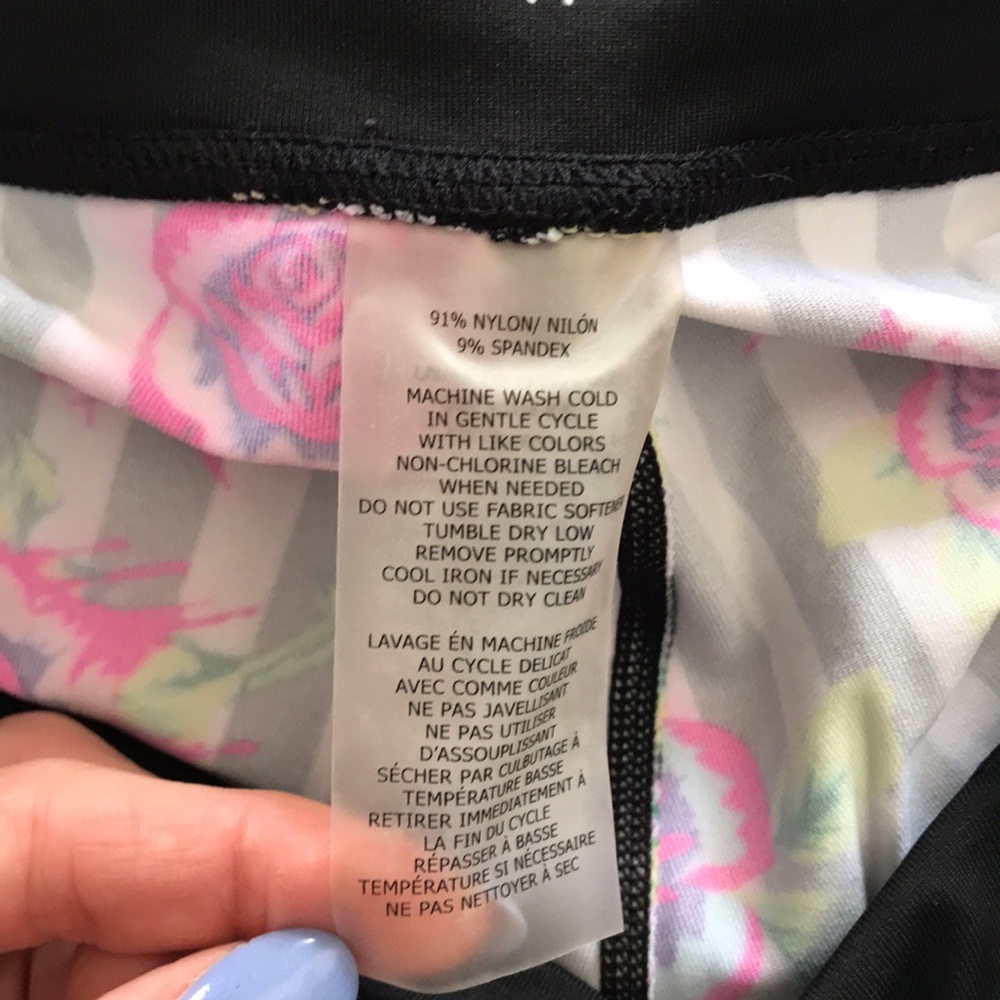 91% NYLON/ NILÓN
9% SPANDEX
MACHINE WASH COLD
IN GENTLE CYCLE
WITH LIKE COLORS
NON-CHLORINE BLEACH
WHEN NEEDED
DO NOT USE FABRIC SOFTENER
TUMBLE DRY LOW
REMOVE PROMPTLY
COOL IRON IF NECESSARY
DO NOT DRY CLEAN
LAVAGE ÉN MACHINE FROIDE
AU CYCLE DELICAT
AVEC COMME COULEUR
NE PAS JAVELLISANT
NE PAS UTILISER
D'ASSOUPLISSANT
SÉCHER PAR CULBUTAGE À
TEMPÉRATURE BASSE
RETIRER IMMEDIATEMENT À
LA FIN DU CYCLE
RÉPASSER À BASSE
TEMPÉRATURE SI NÉCESSAIRE
NE PAS NETTOYER À SEC